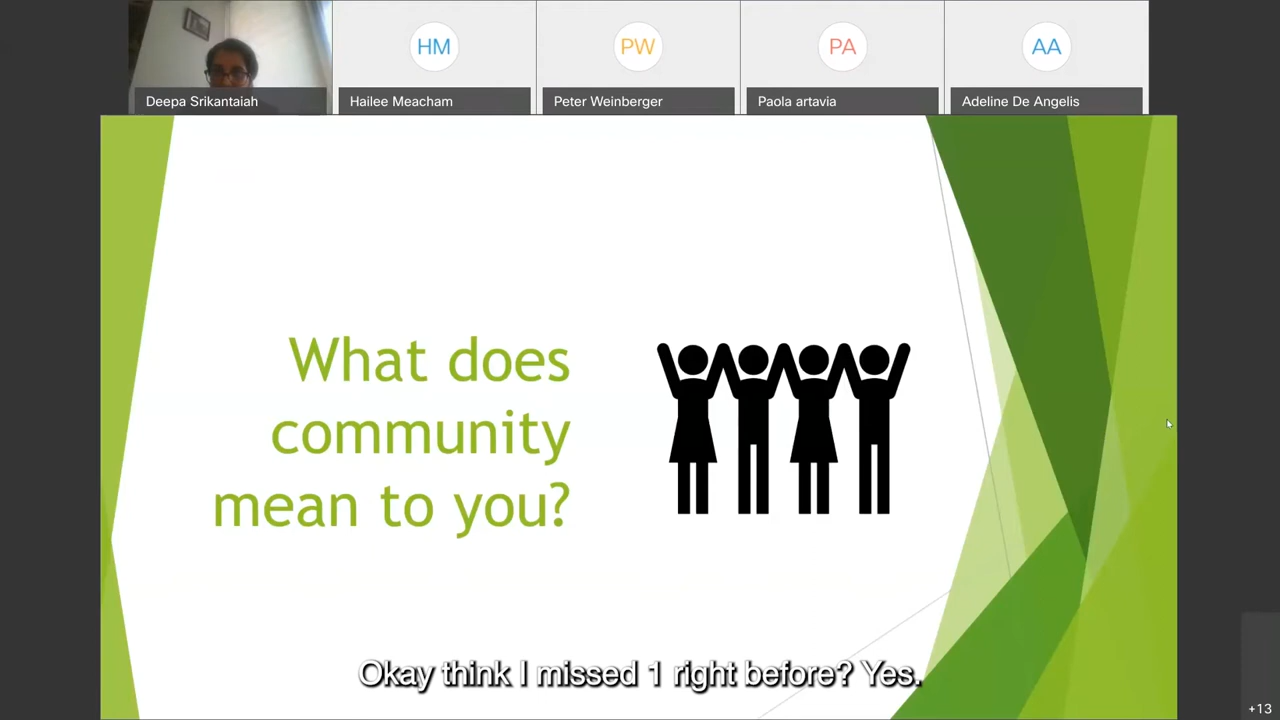 HM
PW
PA
AA
Deepa Srikantaiah
Hailee Meacham
Peter Weinberger
Paola artavia
Adeline De Angelis
What does
community
mean to you?
Okay think I missed 1 right before? Yes.
+13